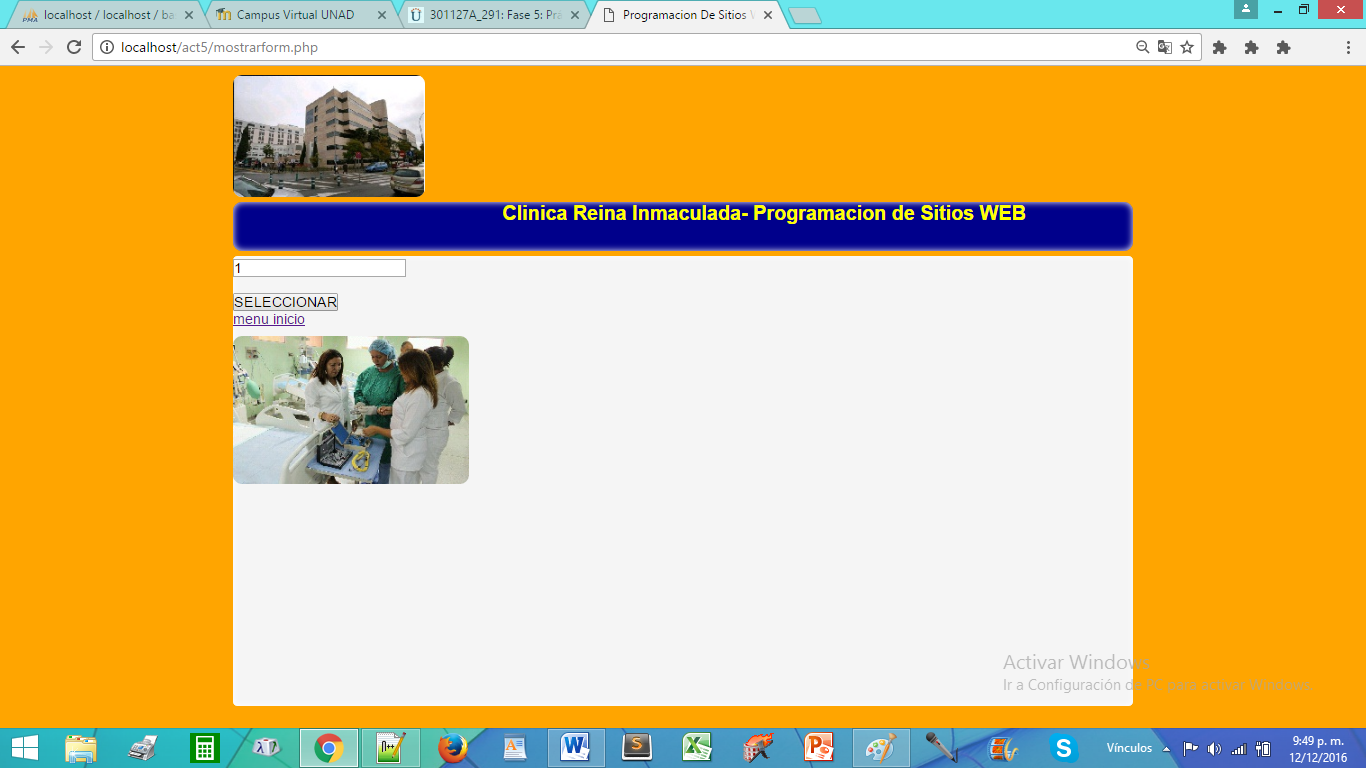 localhost / localhost / ba
Campus Virtual UNAD
301127A_291: Fase 5: Pra
Programacion De Sitios W
localhost/act5/mostrarform.php
Clinica Reina Inmaculada- Programacion de Sitios WEB
1
SELECCIONAR
menu inicio
Activar Windows
Ir a Configuración de PC para activar Windows.
Vínculos
9:49 p. m.
12/12/2016